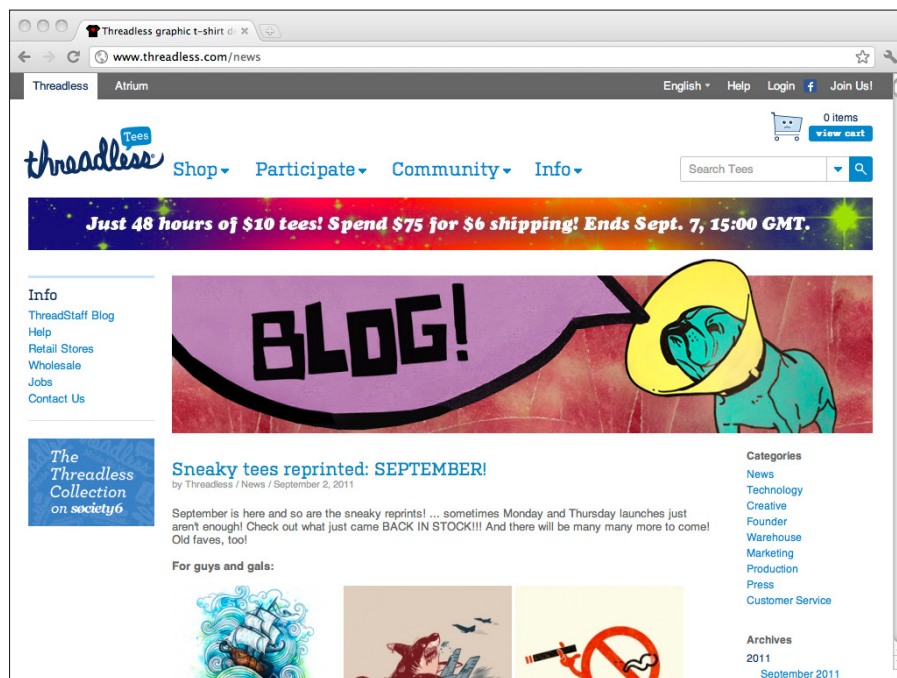 Threadless graphic t-shirt d
www.threadless.com/news
Threadless
Atrium
English
Help
Login
f
Join Us!
0 items
view cart
threadless
Tees
Shop
Participate
Community
Info
Search Tees
Just 48 hours of $10 tees! Spend $75 for $6 shipping! Ends Sept. 7, 15:00 GMT.
Info
ThreadStaff Blog
Help
Retail Stores
Wholesale
Jobs
Contact Us
The
Threadless
Collection
on society6
BLOG!
Sneaky tees reprinted: SEPTEMBER!
by Threadless / News / September 2, 2011
September is here and so are the sneaky reprints! ... sometimes Monday and Thursday launches just
aren't enough! Check out what just came BACK IN STOCK!!! And there will be many many more to come!
Old faves, too!
For guys and gals:
Categories
News
Technology
Creative
Founder
Warehouse
Marketing
Production
Press
Customer Service
Archives
2011
September 2011